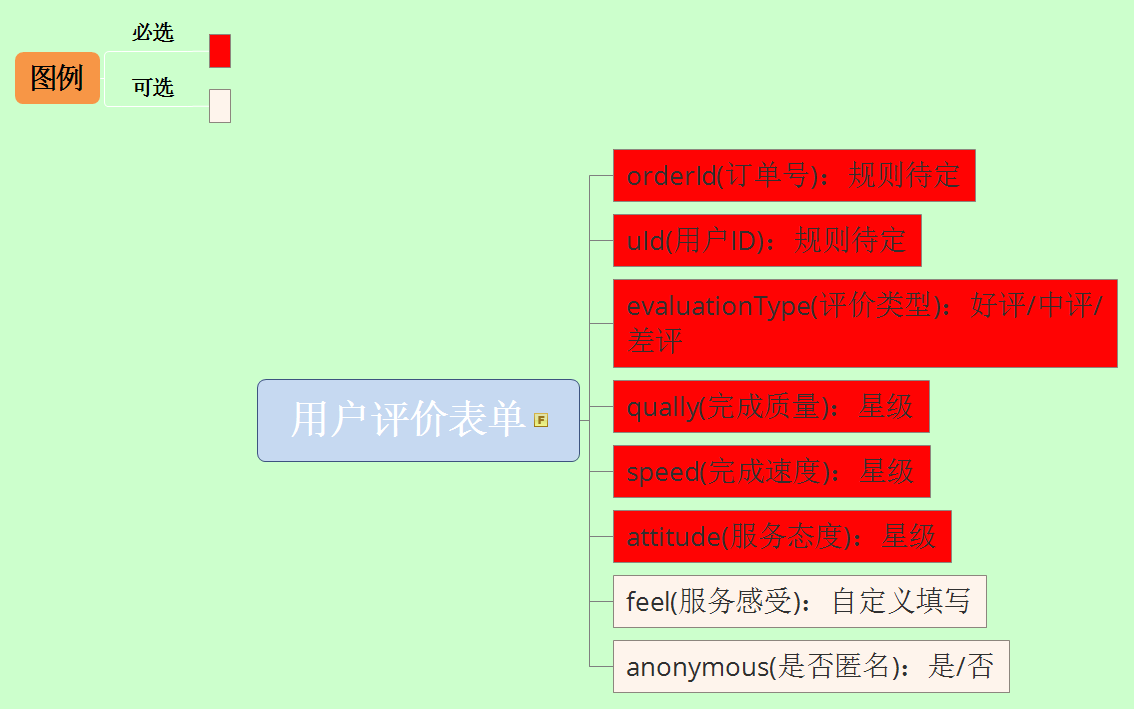 必选
图例
可选
orderId(订单号)：规则待定
uId(用户ID)：规则待定
evaluationType(评价类型)：好评/中评/
差评
qually(完成质量)：星级
用户评价表单 F
speed(完成速度)：星级
attitude(服务态度)：星级
feel(服务感受)：自定义填写
anonymous(是否匿名)：是/否